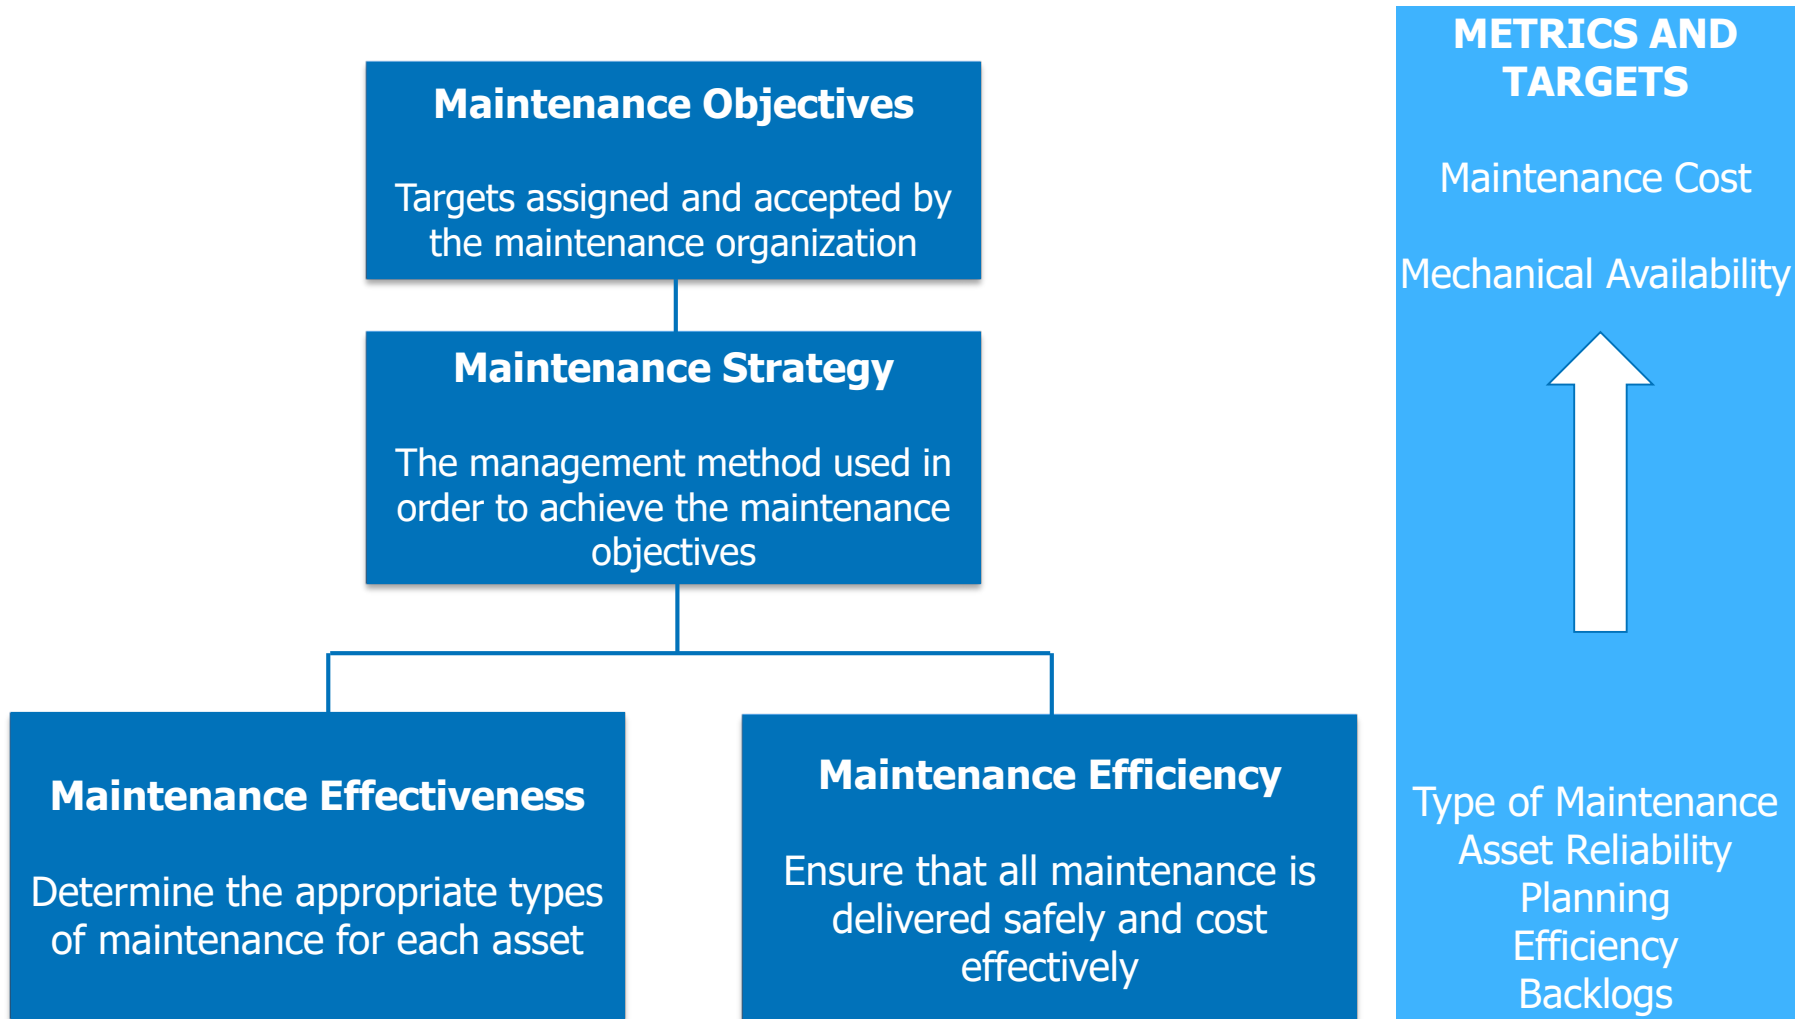 Maintenance Objectives
Targets assigned and accepted by
the maintenance organization
Maintenance Strategy
The management method used in
order to achieve the maintenance
objectives
Maintenance Effectiveness
Determine the appropriate types
of maintenance for each asset
Maintenance Efficiency
Ensure that all maintenance is
delivered safely and cost
effectively
METRICS AND
TARGETS
Maintenance Cost
Mechanical Availability
Type of Maintenance
Asset Reliability
Planning
Efficiency
Backlogs